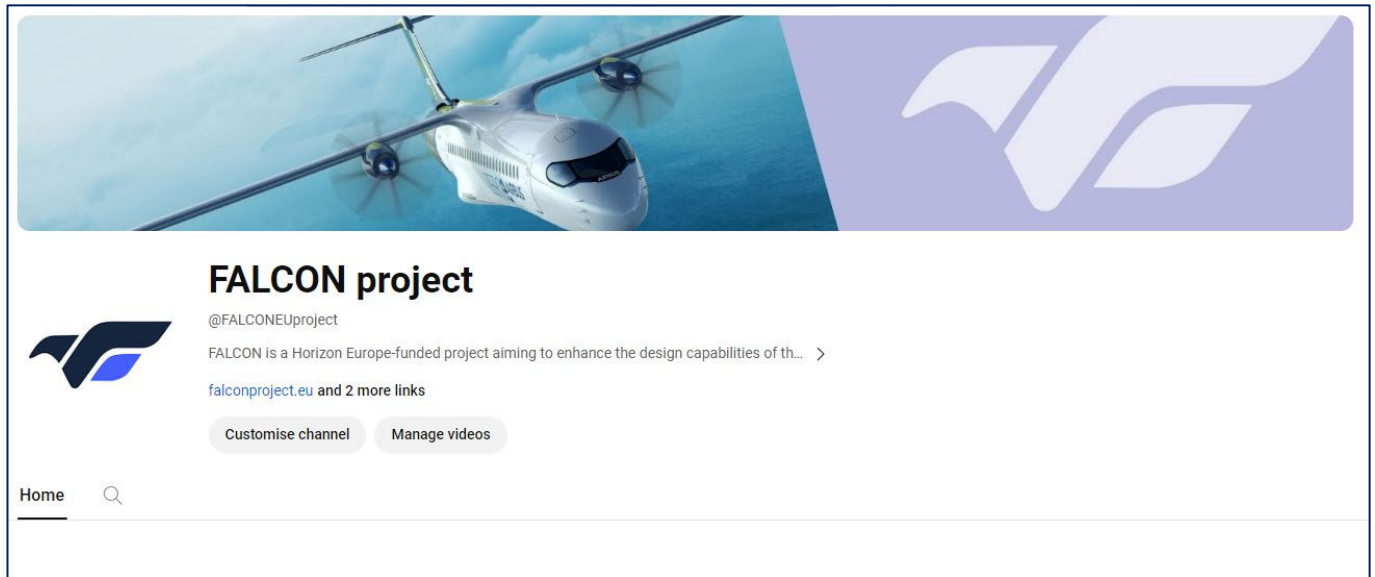 AIRBUS
FALCON project
@FALCONEUproject
FALCON is a Horizon Europe-funded project aiming to enhance the design capabilities of th...
falconproject.eu and 2 more links
Customise channel
Manage videos
Home